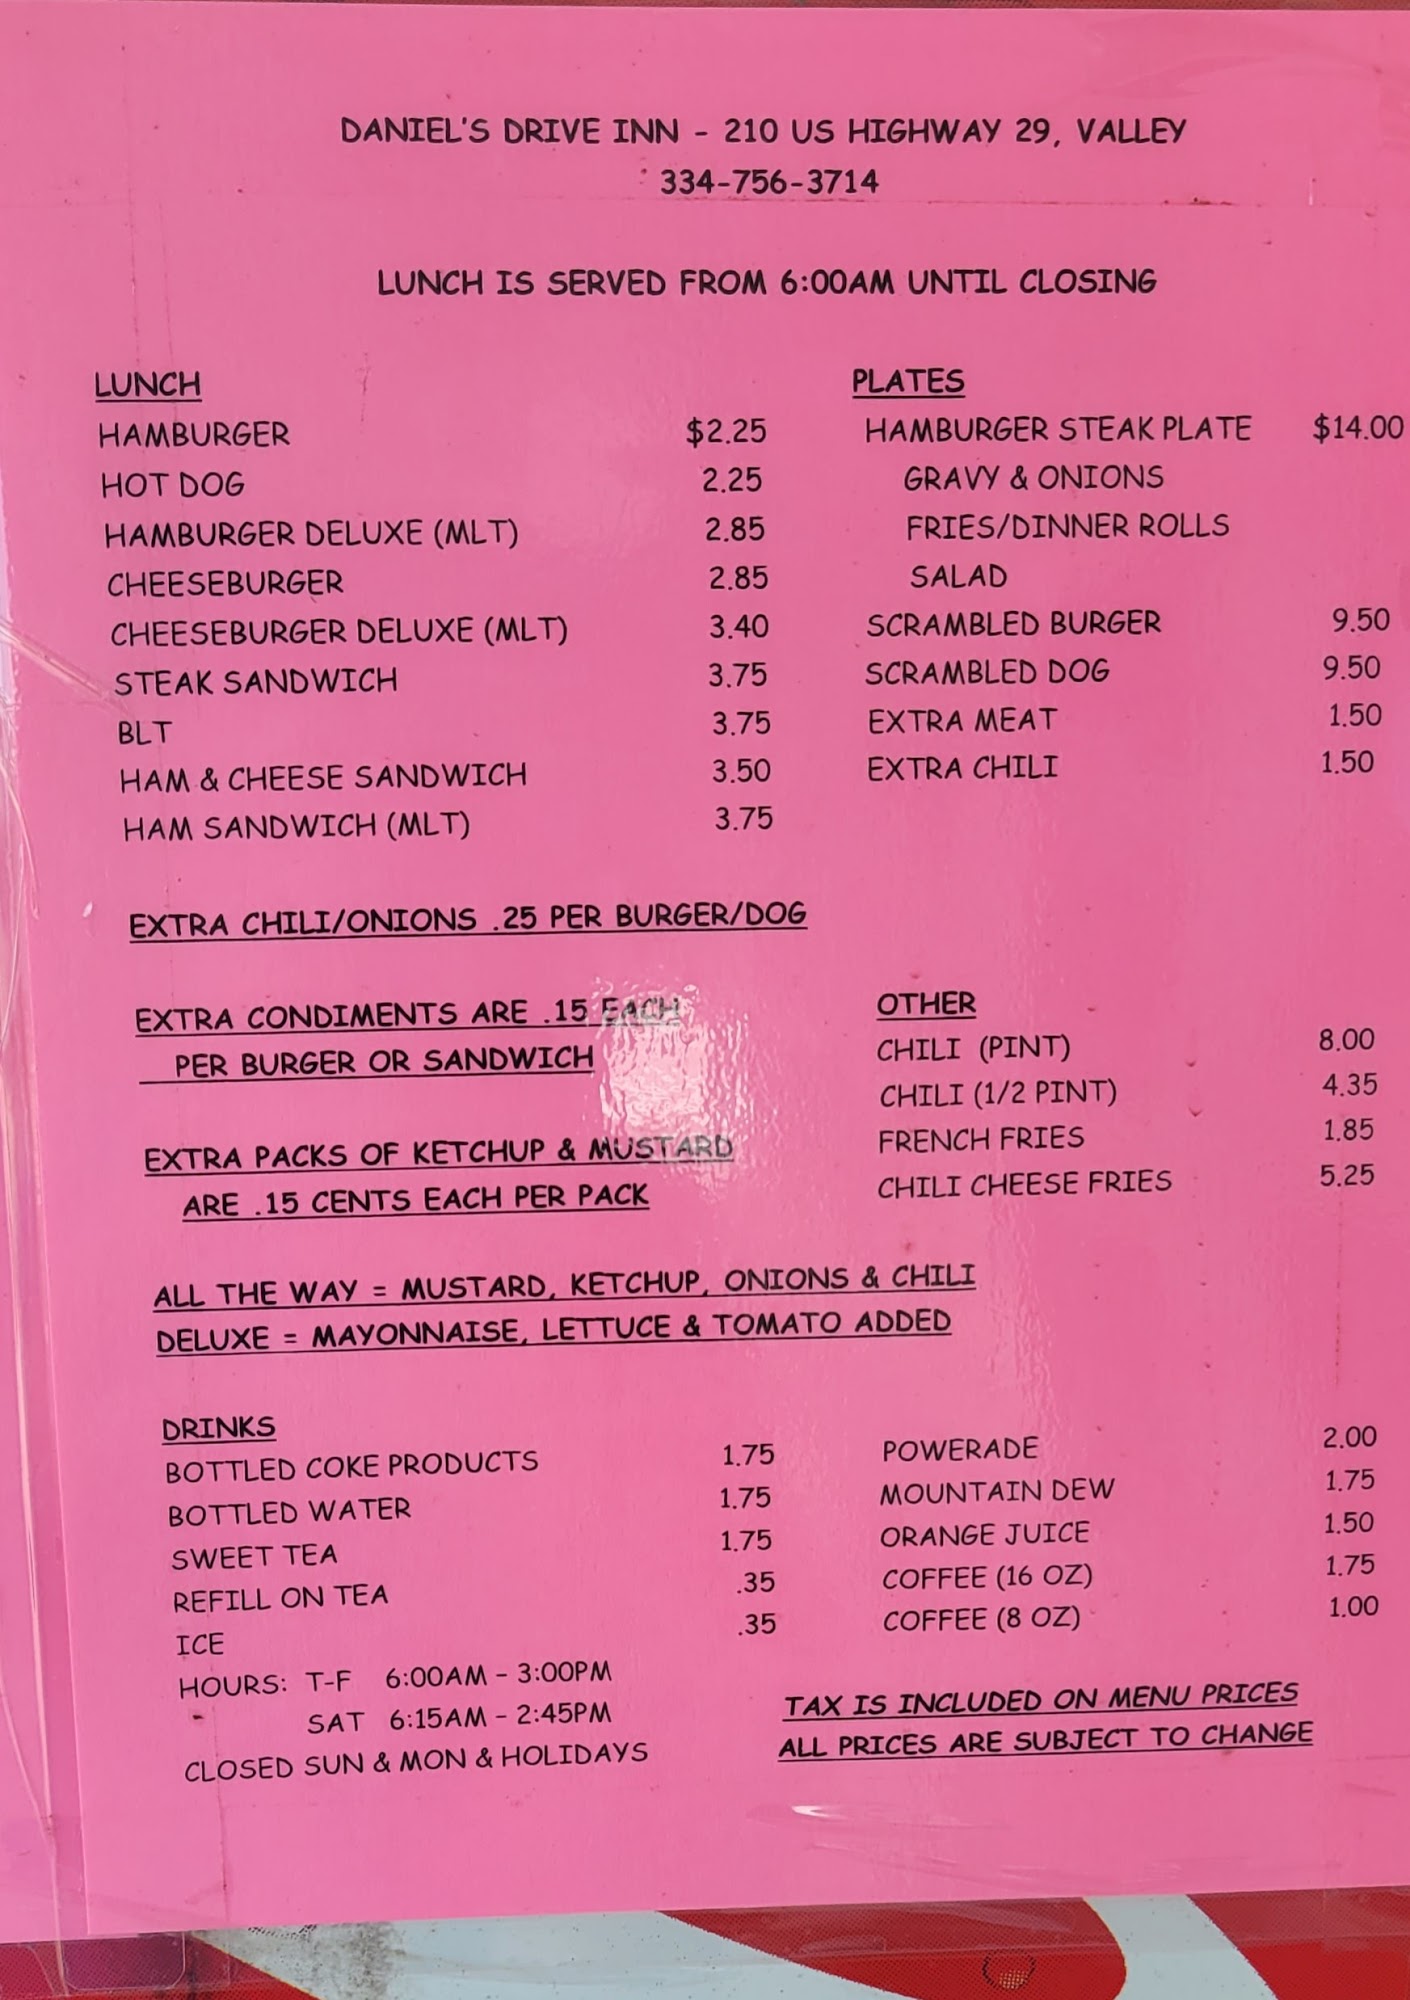 DANIEL'S DRIVE INN - 210 US HIGHWAY 29, VALLEY
334-756-3714
LUNCH IS SERVED FROM 6:00AM UNTIL CLOSING
LUNCH
HAMBURGER $2.25
HOT DOG 2.25
HAMBURGER DELUXE (MLT) 2.85
CHEESEBURGER 2.85
CHEESEBURGER DELUXE (MLT) 3.40
STEAK SANDWICH 3.75
BLT 3.75
HAM & CHEESE SANDWICH 3.50
HAM SANDWICH (MLT) 3.75
PLATES
HAMBURGER STEAK PLATE $14.00
GRAVY & ONIONS
FRIES/DINNER ROLLS
SALAD
SCRAMBLED BURGER 9.50
SCRAMBLED DOG 9.50
EXTRA MEAT 1.50
EXTRA CHILI 1.50
EXTRA CHILI/ONIONS .25 PER BURGER/DOG
EXTRA CONDIMENTS ARE .15 EACH
PER BURGER OR SANDWICH
EXTRA PACKS OF KETCHUP & MUSTARD
ARE .15 CENTS EACH PER PACK
OTHER
CHILI (PINT) 8.00
CHILI (1/2 PINT) 4.35
FRENCH FRIES 1.85
CHILI CHEESE FRIES 5.25
ALL THE WAY = MUSTARD, KETCHUP, ONIONS & CHILI
DELUXE = MAYONNAISE, LETTUCE & TOMATO ADDED
DRINKS
BOTTLED COKE PRODUCTS 1.75
BOTTLED WATER 1.75
SWEET TEA 1.75
REFILL ON TEA .35
ICE .35
POWERADE 2.00
MOUNTAIN DEW 1.75
ORANGE JUICE 1.50
COFFEE (16 OZ) 1.75
COFFEE (8 OZ) 1.00
HOURS: T-F 6:00AM - 3:00PM
SAT 6:15AM - 2:45PM
CLOSED SUN & MON & HOLIDAYS
TAX IS INCLUDED ON MENU PRICES
ALL PRICES ARE SUBJECT TO CHANGE